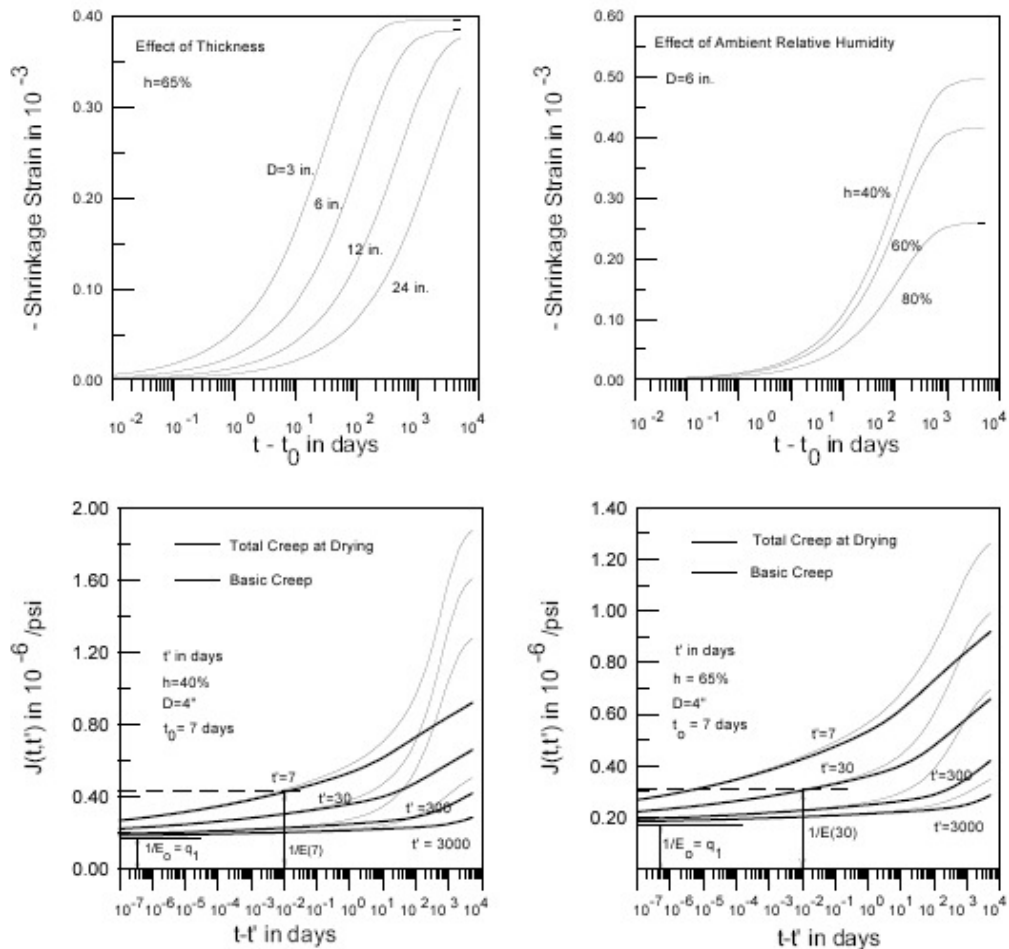 0.40
0.30
0.20
0.10
0.00
- Shrinkage Strain in 10 -3
Effect of Thickness
h=65%
D=3 in.
6 in.
12 in.
24 in.
10 -2 10 -1 10 0 10 1 10 2 10 3 10 4
t - t0 in days
0.60
0.50
0.40
0.30
0.20
0.10
0.00
- Shrinkage Strain in 10 -3
Effect of Ambient Relative Humidity
D=6 in.
h=40%
60%
80%
10 -2 10 -1 10 0 10 1 10 2 10 3 10 4
t - t0 in days
2.00
1.60
1.20
0.80
0.40
0.00
J(t,t') in 10 -6 /psi
Total Creep at Drying
Basic Creep
t' in days
h=40%
D=4"
t0= 7 days
t'=7
t'=30
t'=300
t' = 3000
1/Eo = q1
1/E(7)
10 -7 10 -6 10 -5 10 -4 10 -3 10 -2 10 -1 10 0 10 1 10 2 10 3 10 4
t-t' in days
1.40
1.20
1.00
0.80
0.60
0.40
0.20
J(t,t') in 10 -6 /psi
Total Creep at Drying
Basic Creep
t' in days
h = 65%
D=4"
to = 7 days
t'=7
t'=30
t'=300
t'=3000
1/Eo = q1
1/E(30)
10 -7 10 -6 10 -5 10 -4 10 -3 10 -2 10 -1 10 0 10 1 10 2 10 3 10 4
t-t' in days